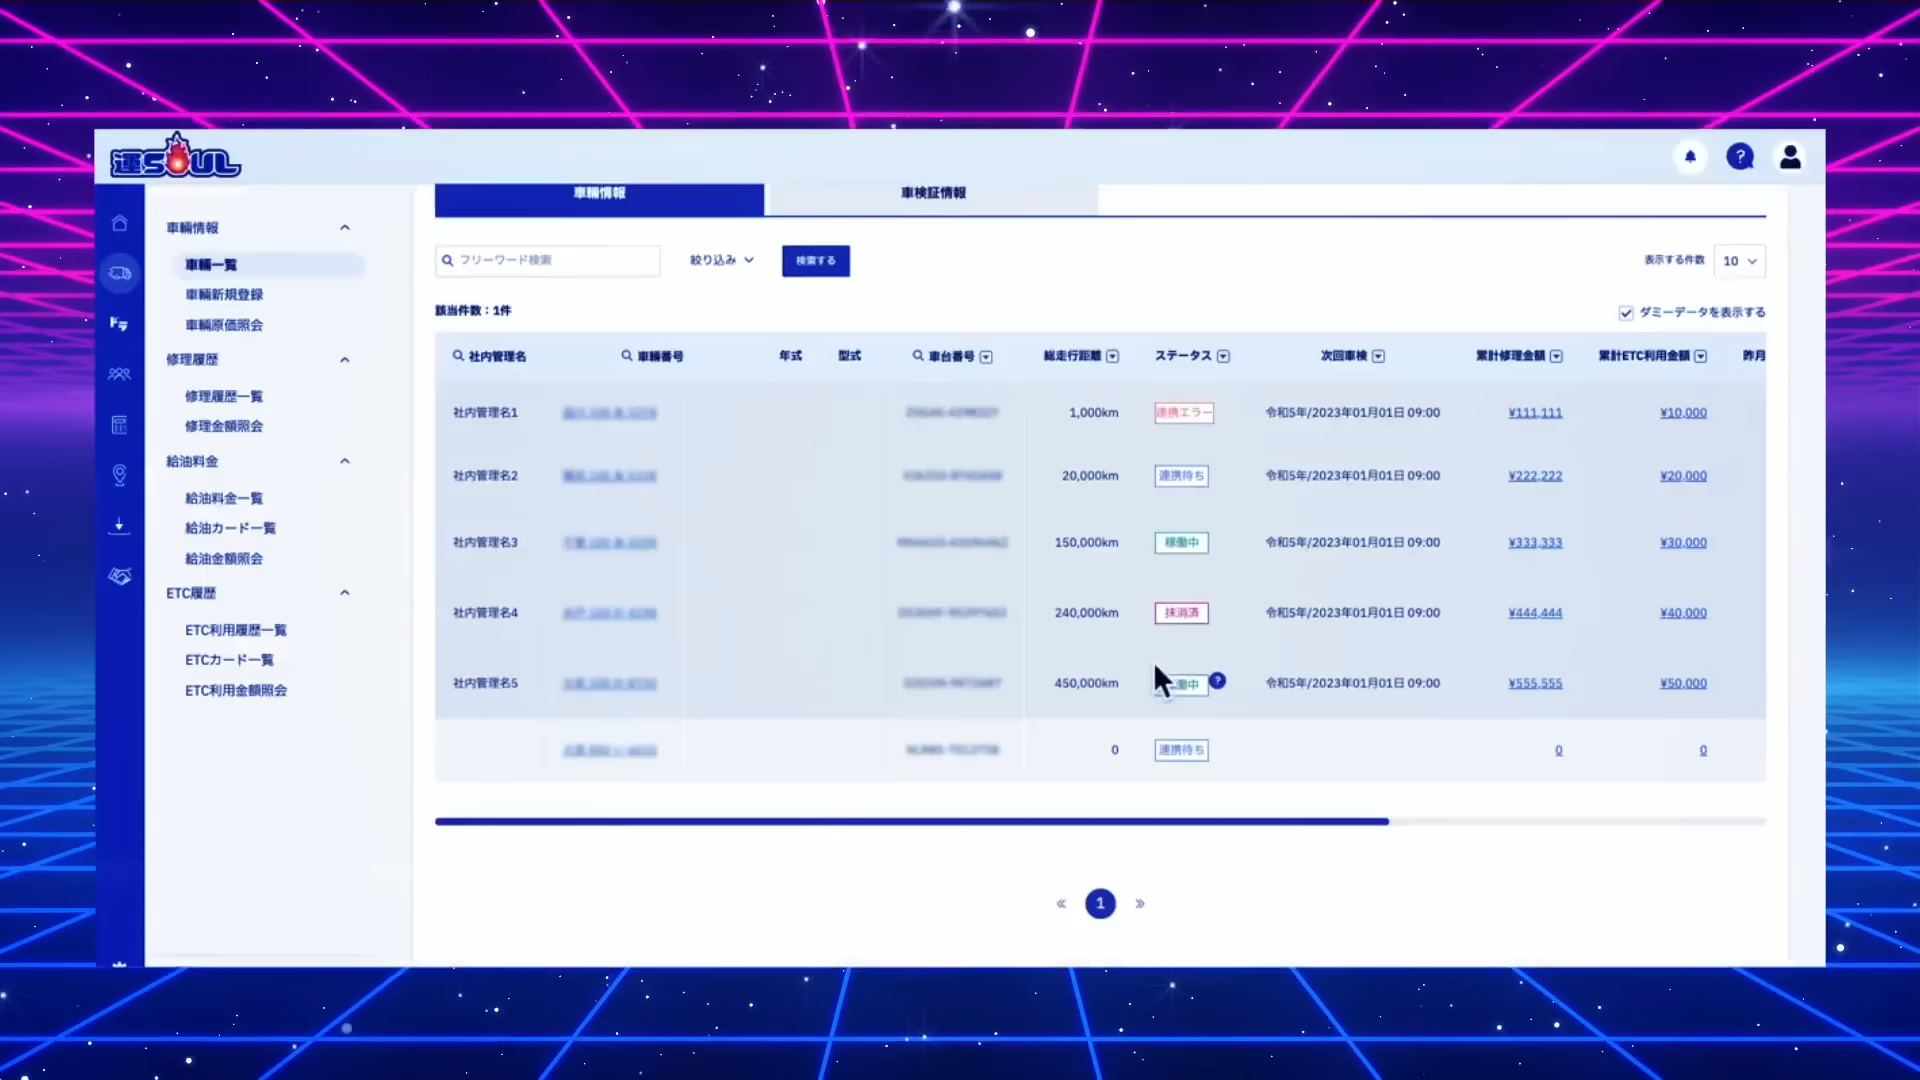 運SOUL
?
車輛情報
車検証情報
車輛情報
車輛一覧
車輛新規登録
車輛原価照会
修理履歴
修理履歴一覧
修理金額照会
給油料金
給油料金一覧
給油カード一覧
給油金額照会
ETC履歴
ETC利用履歴一覧
ETCカード一覧
ETC利用金額照会
フリーワード検索
絞り込み
検索する
表示する件数 10
該当件数：1件
ダミーデータを表示する
社内管理名 車輛番号 年式 型式 車台番号 総走行距離 ステータス 次回車検 累計修理金額 累計ETC利用金額 昨月
社内管理名1 1,000km 連携エラー 令和5年/2023年01月01日 09:00 ¥111,111 ¥10,000
社内管理名2 20,000km 連携待ち 令和5年/2023年01月01日 09:00 ¥222,222 ¥20,000
社内管理名3 150,000km 稼働中 令和5年/2023年01月01日 09:00 ¥333,333 ¥30,000
社内管理名4 240,000km 抹消済 令和5年/2023年01月01日 09:00 ¥444,444 ¥40,000
社内管理名5 450,000km 働中 ? 令和5年/2023年01月01日 09:00 ¥555,555 ¥50,000
0 連携待ち 0 0
« 1 »